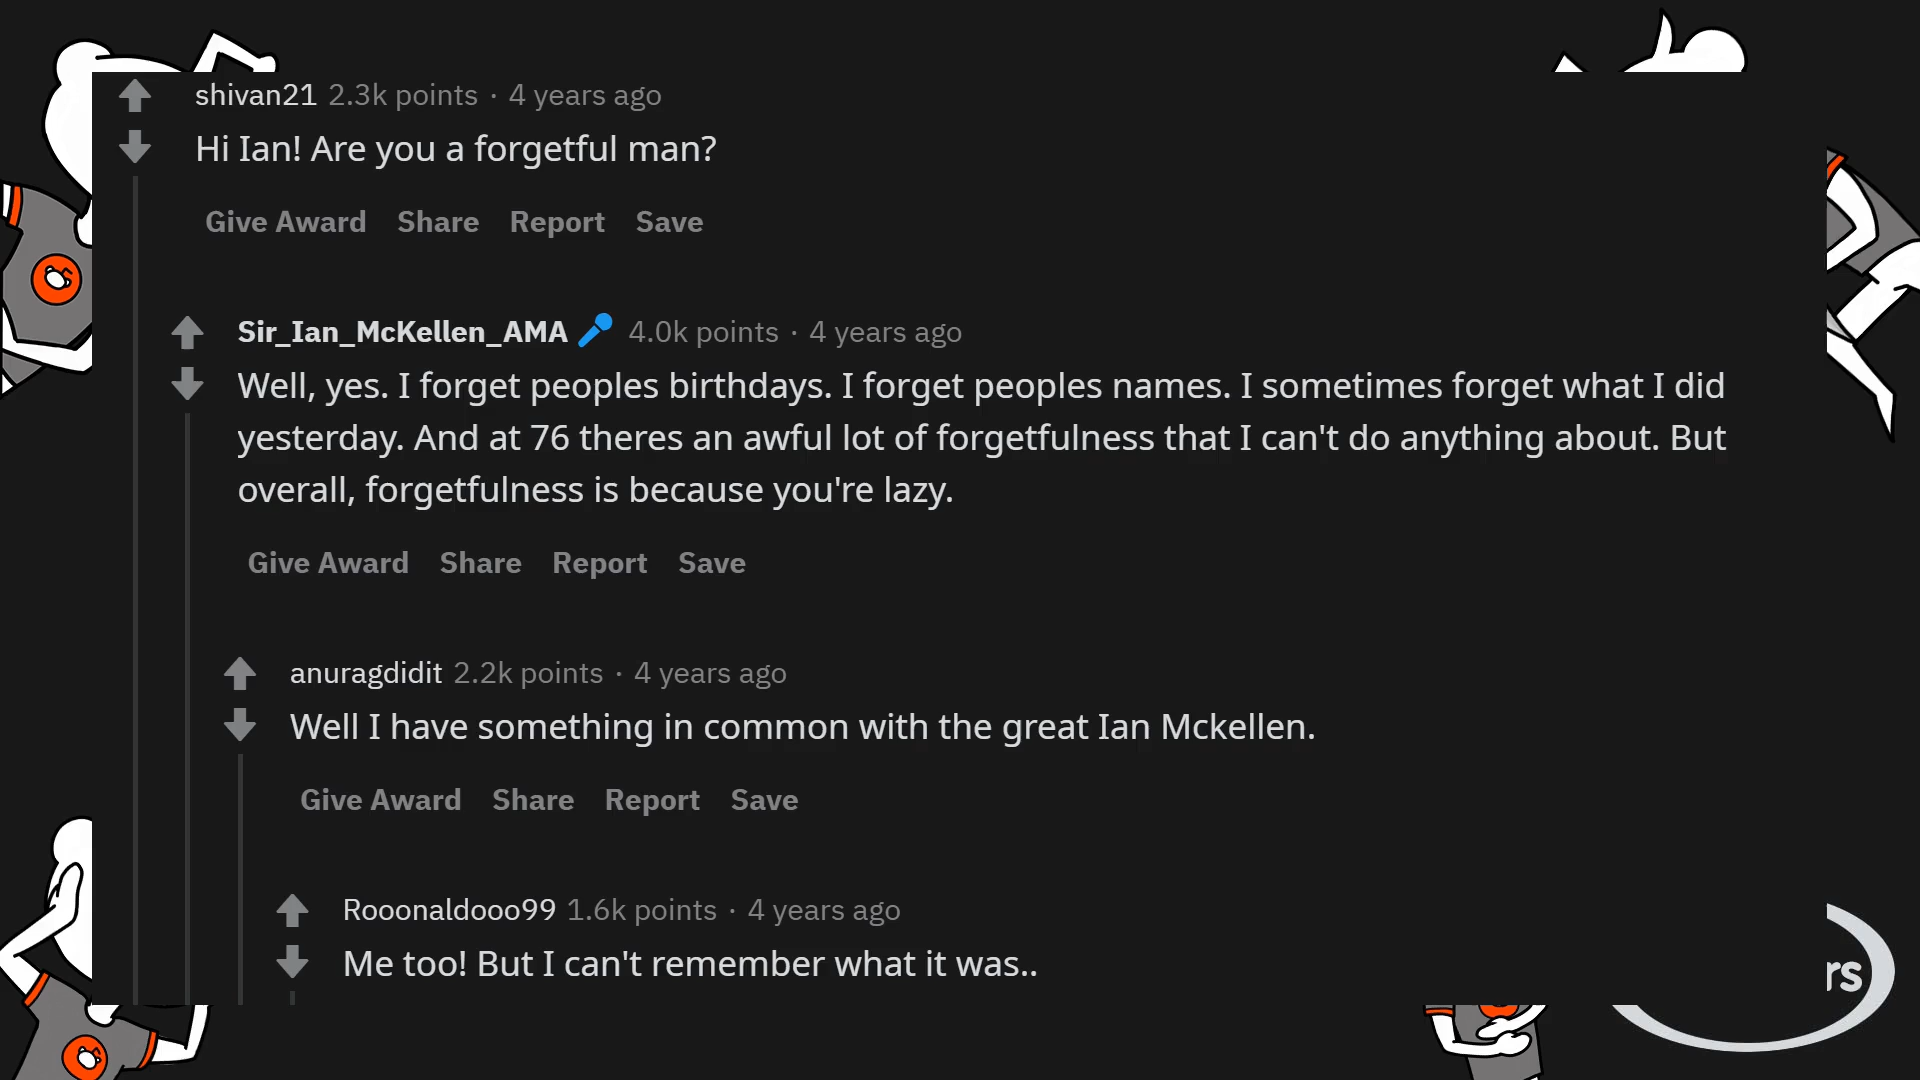 shivan21 2.3k points · 4 years ago
Hi Ian! Are you a forgetful man?
Give Award Share Report Save
Sir_Ian_McKellen_AMA 4.0k points · 4 years ago
Well, yes. I forget peoples birthdays. I forget peoples names. I sometimes forget what I did
yesterday. And at 76 theres an awful lot of forgetfulness that I can't do anything about. But
overall, forgetfulness is because you're lazy.
Give Award Share Report Save
anuragdidit 2.2k points · 4 years ago
Well I have something in common with the great Ian Mckellen.
Give Award Share Report Save
Rooonaldooo99 1.6k points · 4 years ago
Me too! But I can't remember what it was..
rs